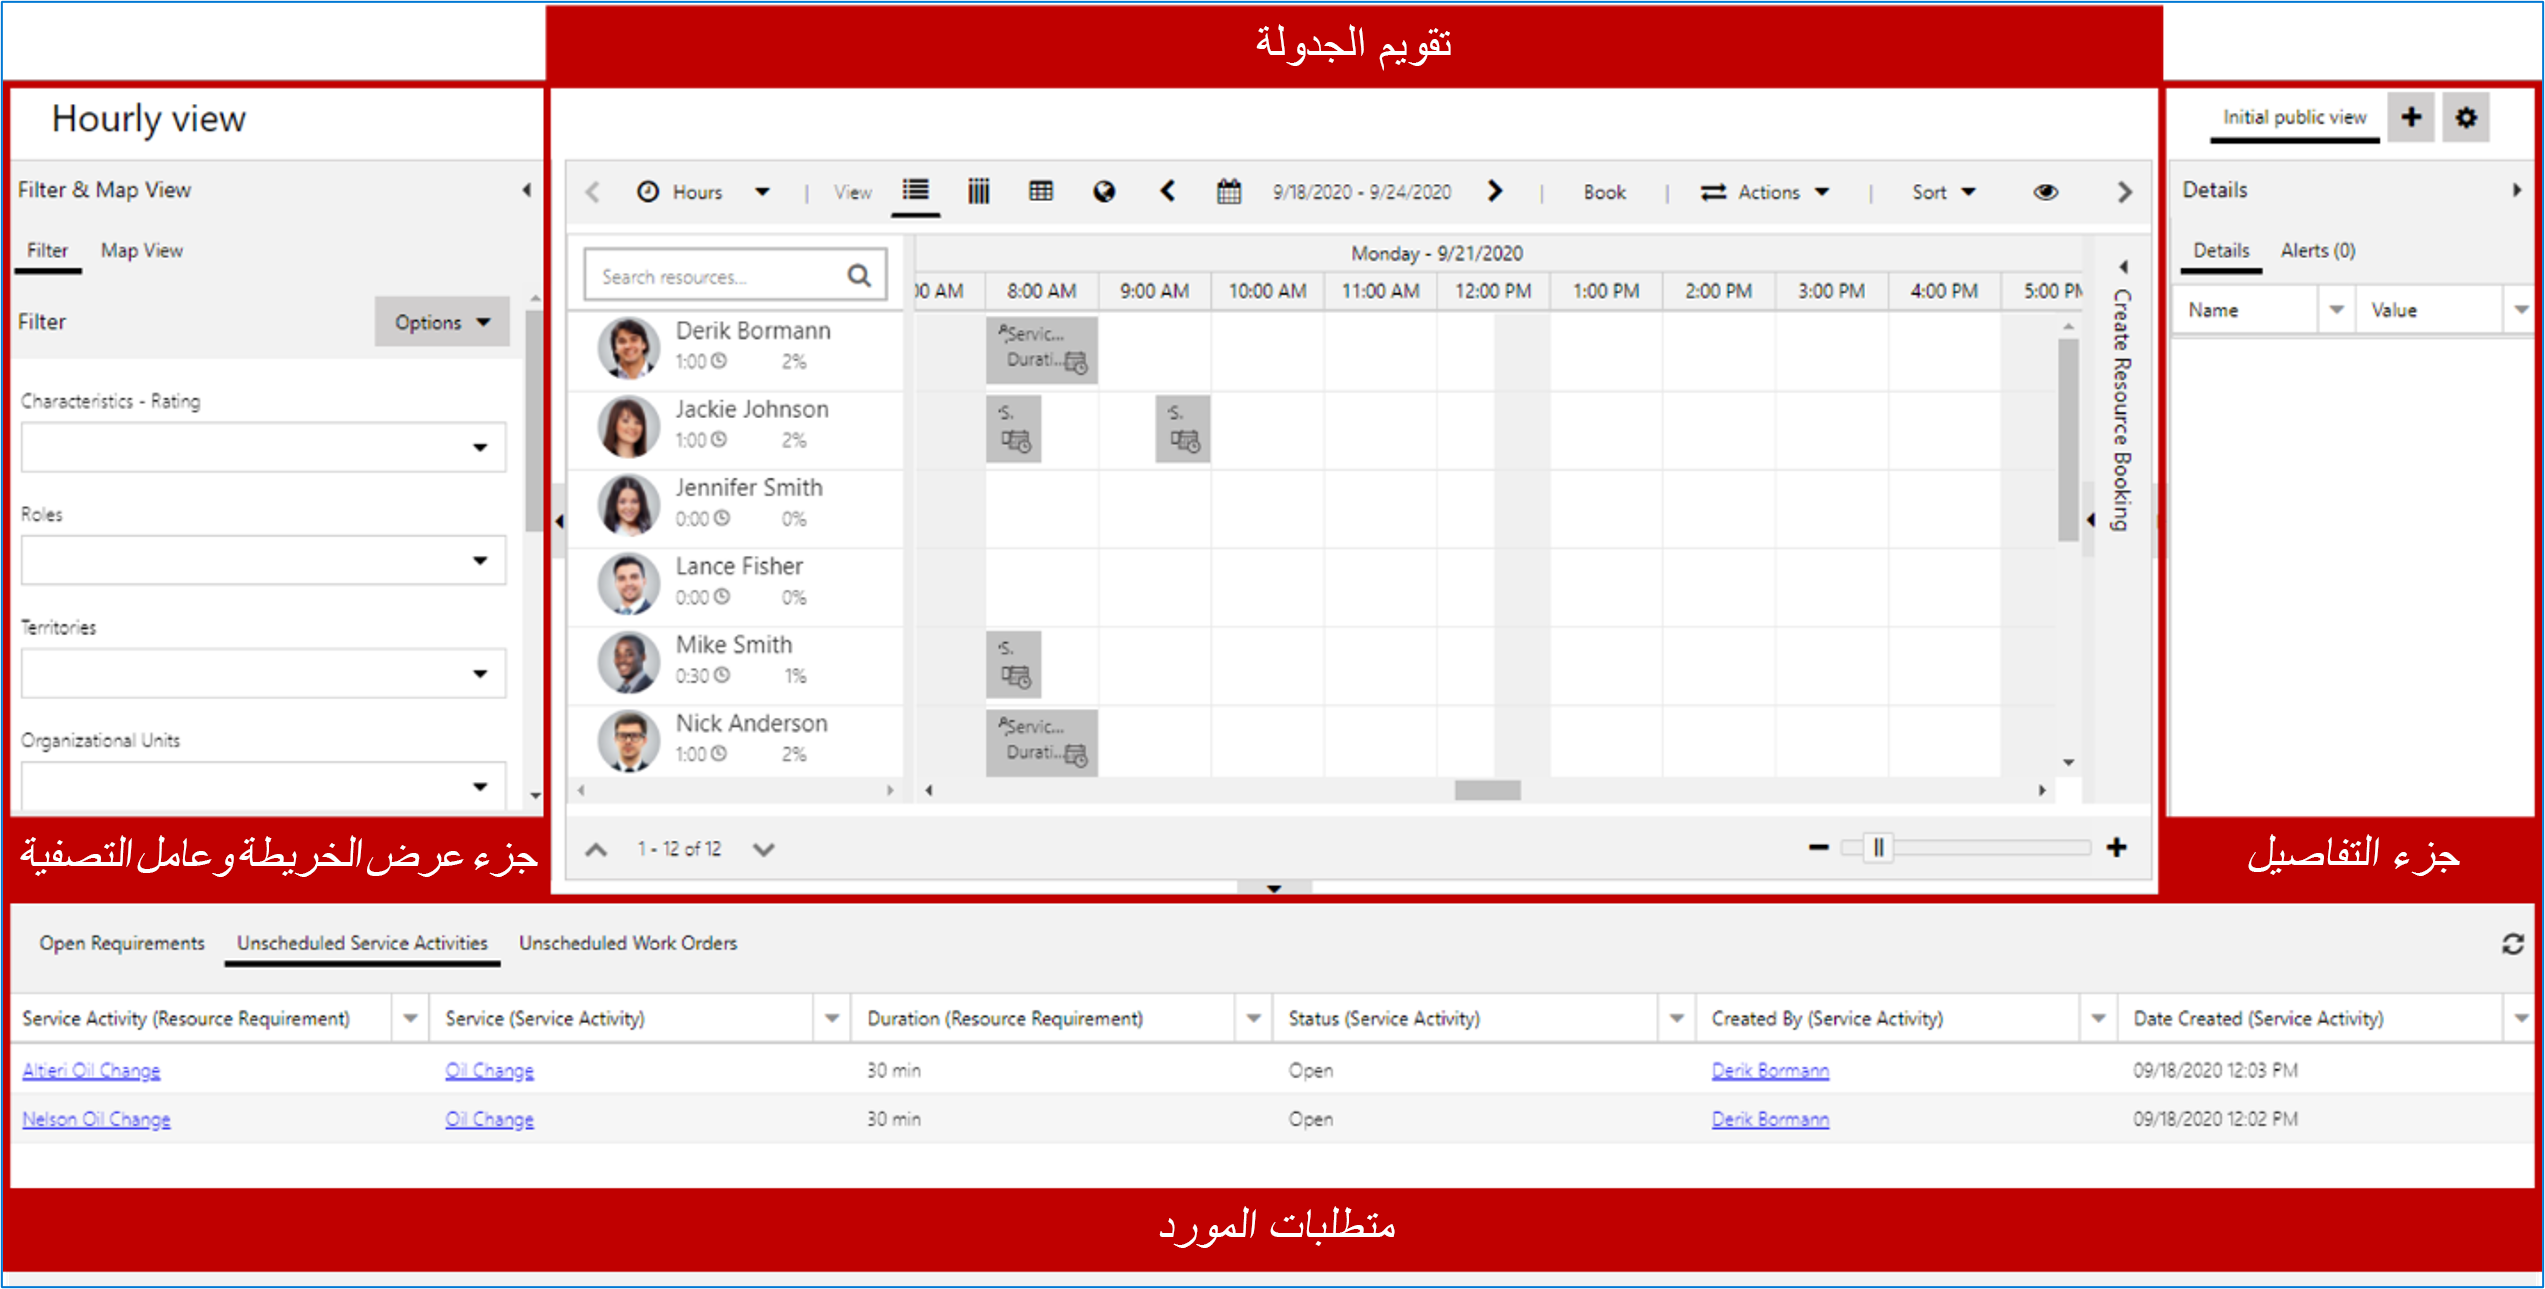 تقويم الجدولة
Hourly view
Initial public view
Filter & Map View
Filter Map View
Filter Options
Characteristics - Rating
Roles
Territories
Organizational Units
جزء عرض الخريطة وعامل التصفية
Hours | View 9/18/2020 - 9/24/2020 | Book | Actions | Sort
Search resources...
Monday - 9/21/2020
00 AM 8:00 AM 9:00 AM 10:00 AM 11:00 AM 12:00 PM 1:00 PM 2:00 PM 3:00 PM 4:00 PM 5:00 PM
Derik Bormann
1:00 2%
Servic...
Durati...
Jackie Johnson
1:00 2%
S.
S.
Jennifer Smith
0:00 0%
Lance Fisher
0:00 0%
Mike Smith
0:30 1%
S.
Nick Anderson
1:00 2%
Servic...
Durati...
Create Resource Booking
1 - 12 of 12
Details
Details Alerts (0)
Name Value
جزء التفاصيل
Open Requirements Unscheduled Service Activities Unscheduled Work Orders
Service Activity (Resource Requirement) Service (Service Activity) Duration (Resource Requirement) Status (Service Activity) Created By (Service Activity) Date Created (Service Activity)
Altieri Oil Change Oil Change 30 min Open Derik Bormann 09/18/2020 12:03 PM
Nelson Oil Change Oil Change 30 min Open Derik Bormann 09/18/2020 12:02 PM
متطلبات المورد